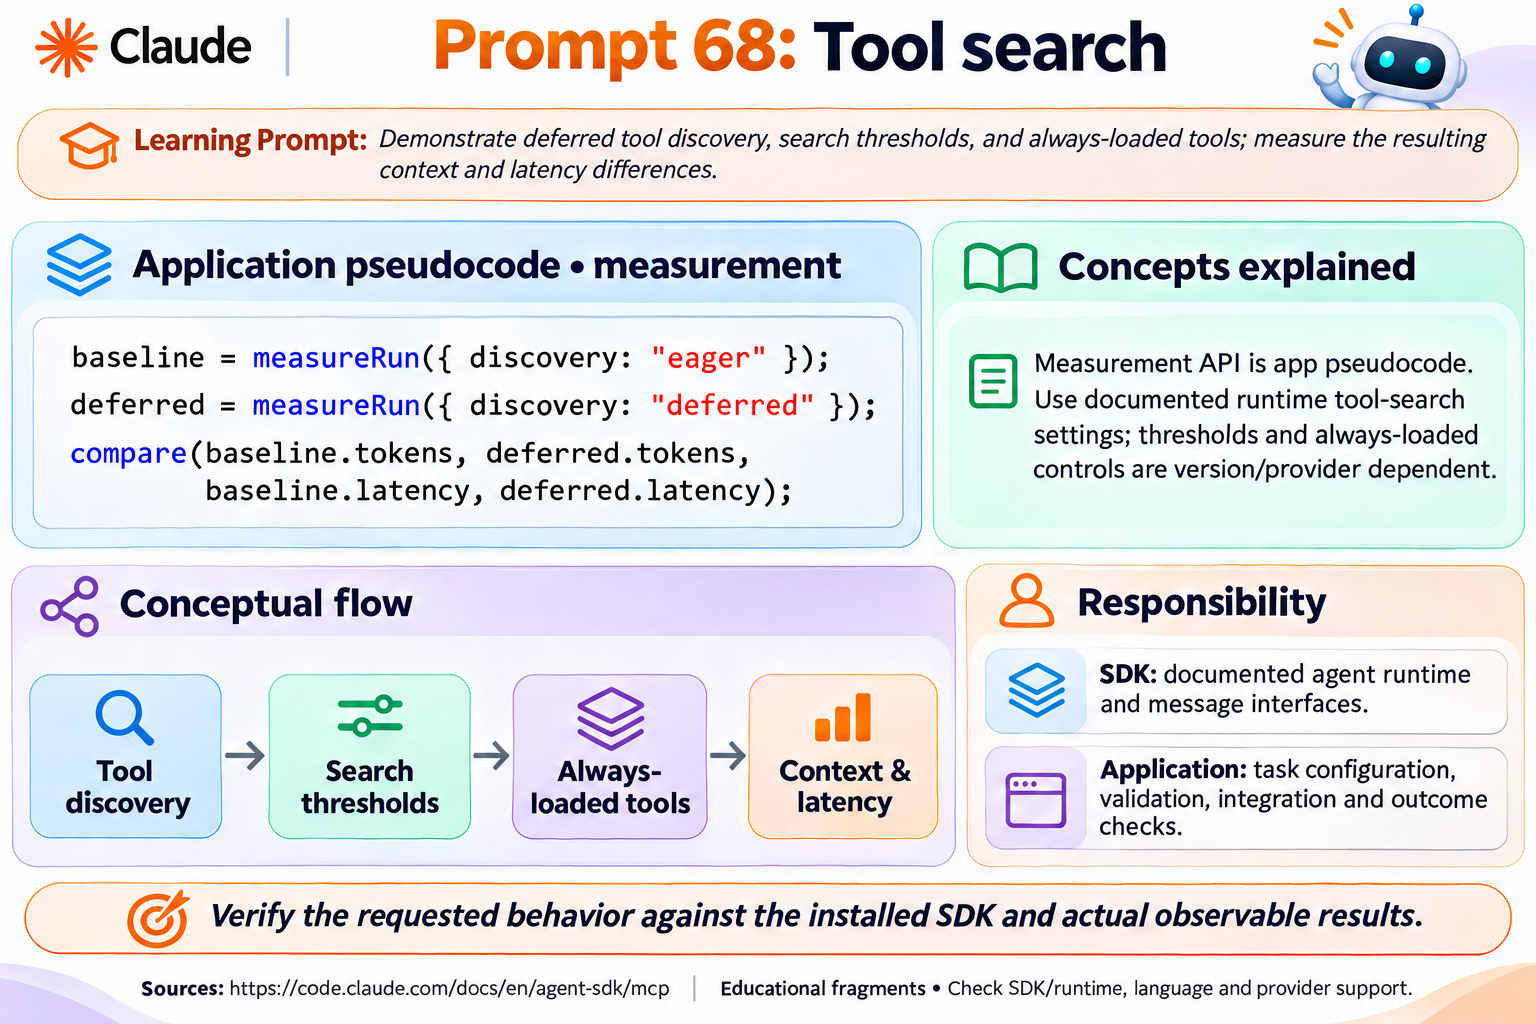 Claude
Prompt 68: Tool search
Learning Prompt: Demonstrate deferred tool discovery, search thresholds, and always-loaded tools; measure the resulting
context and latency differences.
Application pseudocode • measurement
baseline = measureRun({ discovery: "eager" });
deferred = measureRun({ discovery: "deferred" });
compare(baseline.tokens, deferred.tokens,
baseline.latency, deferred.latency);
Concepts explained
Measurement API is app pseudocode.
Use documented runtime tool-search
settings; thresholds and always-loaded
controls are version/provider dependent.
Conceptual flow
Tool
discovery
Search
thresholds
Always-
loaded tools
Context &
latency
Responsibility
SDK: documented agent runtime
and message interfaces.
Application: task configuration,
validation, integration and outcome
checks.
Verify the requested behavior against the installed SDK and actual observable results.
Sources: https://code.claude.com/docs/en/agent-sdk/mcp
Educational fragments • Check SDK/runtime, language and provider support.